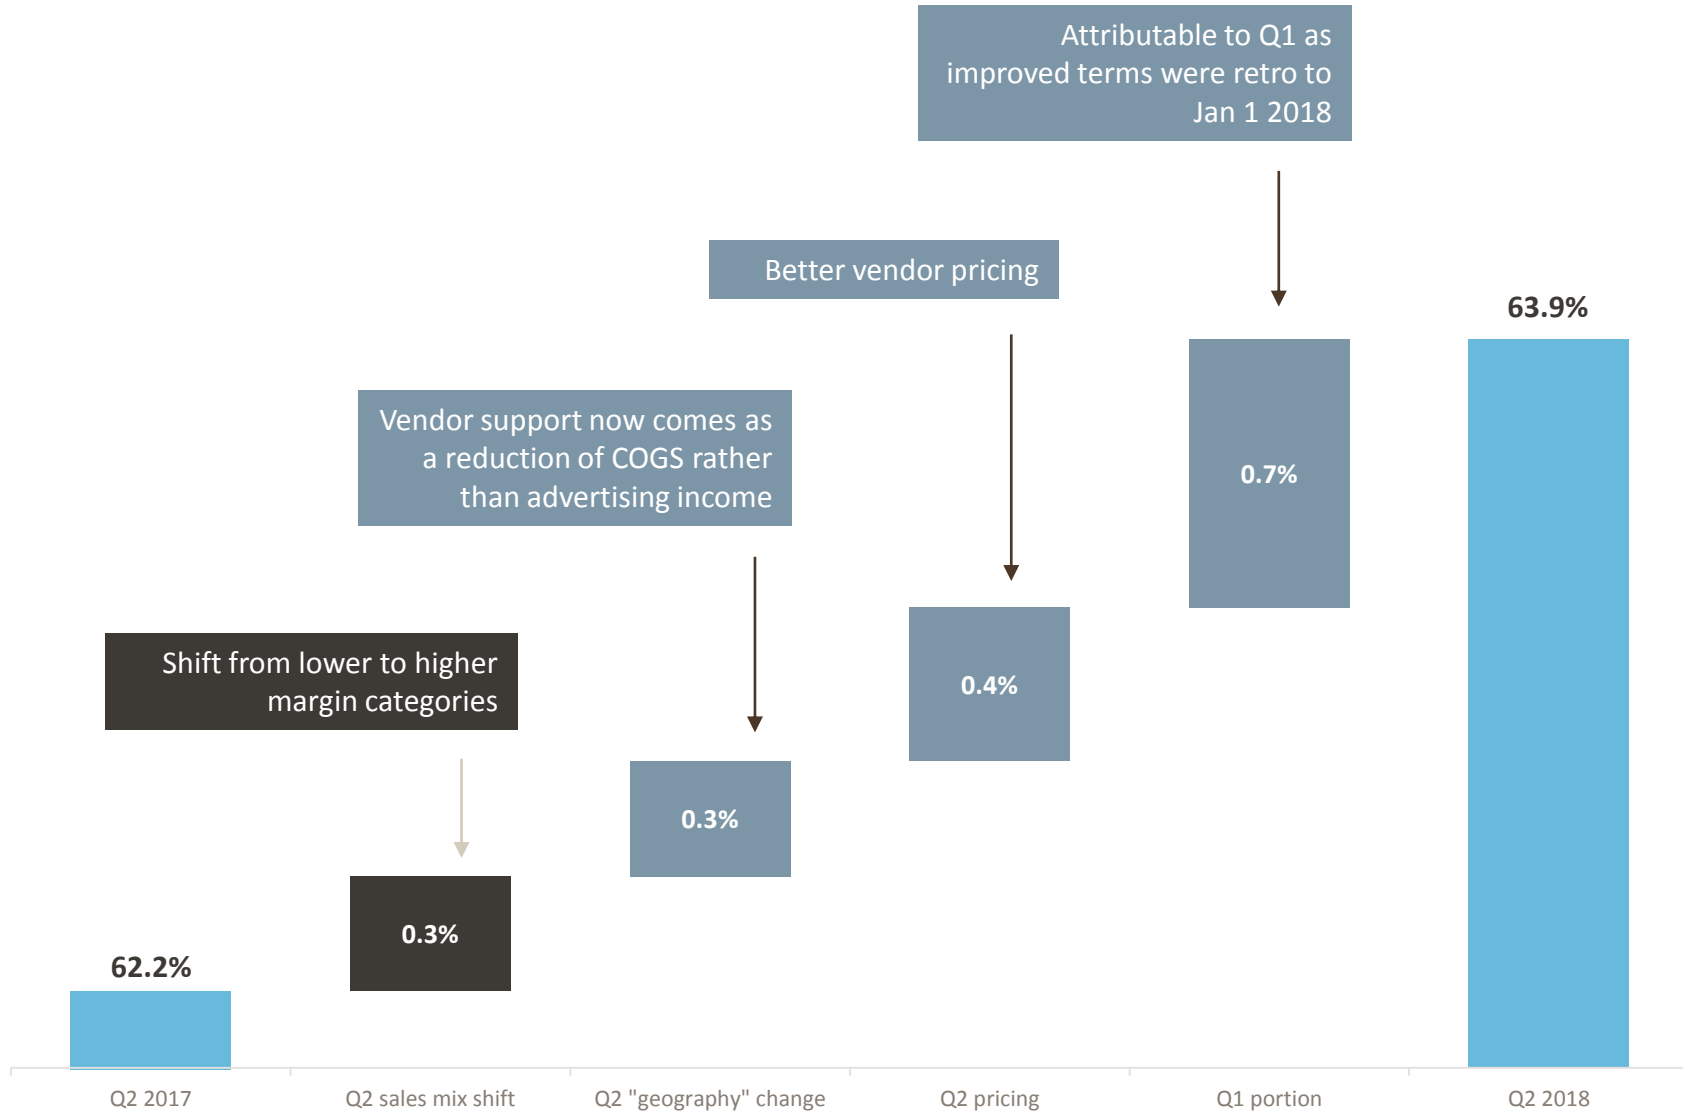 Attributable to Q1 as
improved terms were retro to
Jan 1 2018
Better vendor pricing
63.9%
Vendor support now comes as
a reduction of COGS rather
than advertising income
0.7%
Shift from lower to higher
margin categories
0.4%
0.3%
0.3%
62.2%
Q2 2017
Q2 sales mix shift
Q2 "geography" change
Q2 pricing
Q1 portion
Q2 2018